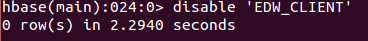 hbase(main):024:0> disable 'EDW_CLIENT'
0 row(s) in 2.2940 seconds